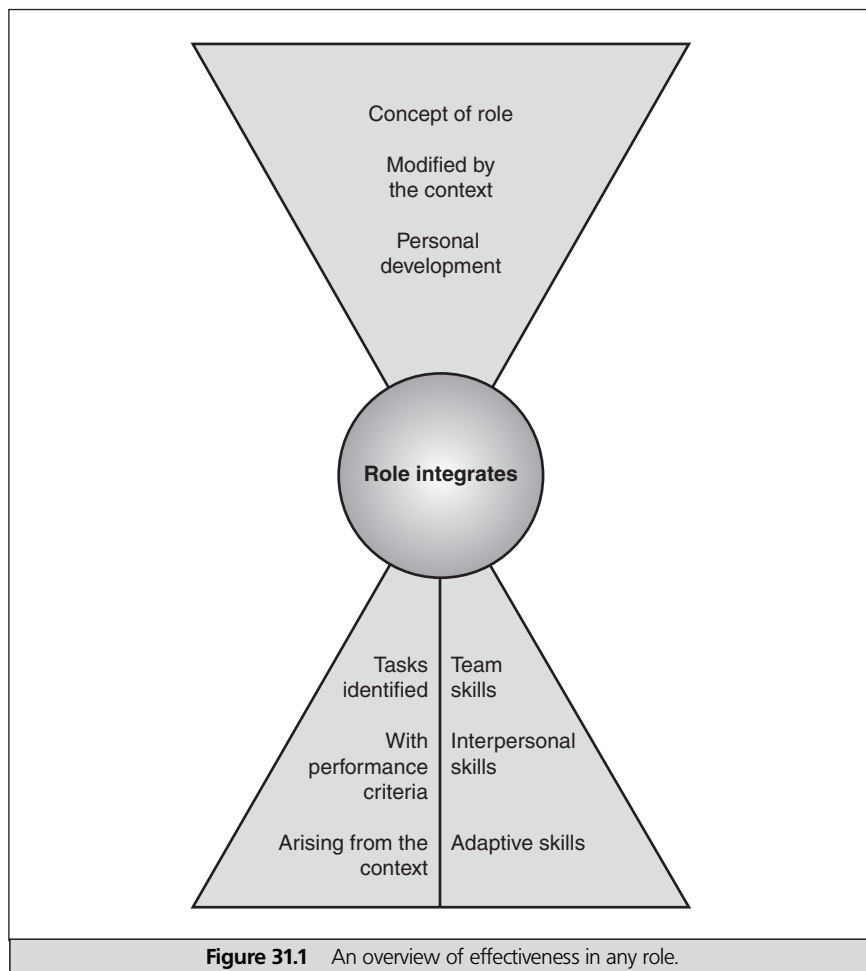 Concept of role
Modified by
the context
Personal
development
Role integrates
Tasks
identified
With
performance
criteria
Arising from the
context
Team
skills
Interpersonal
skills
Adaptive skills
Figure 31.1 An overview of effectiveness in any role.